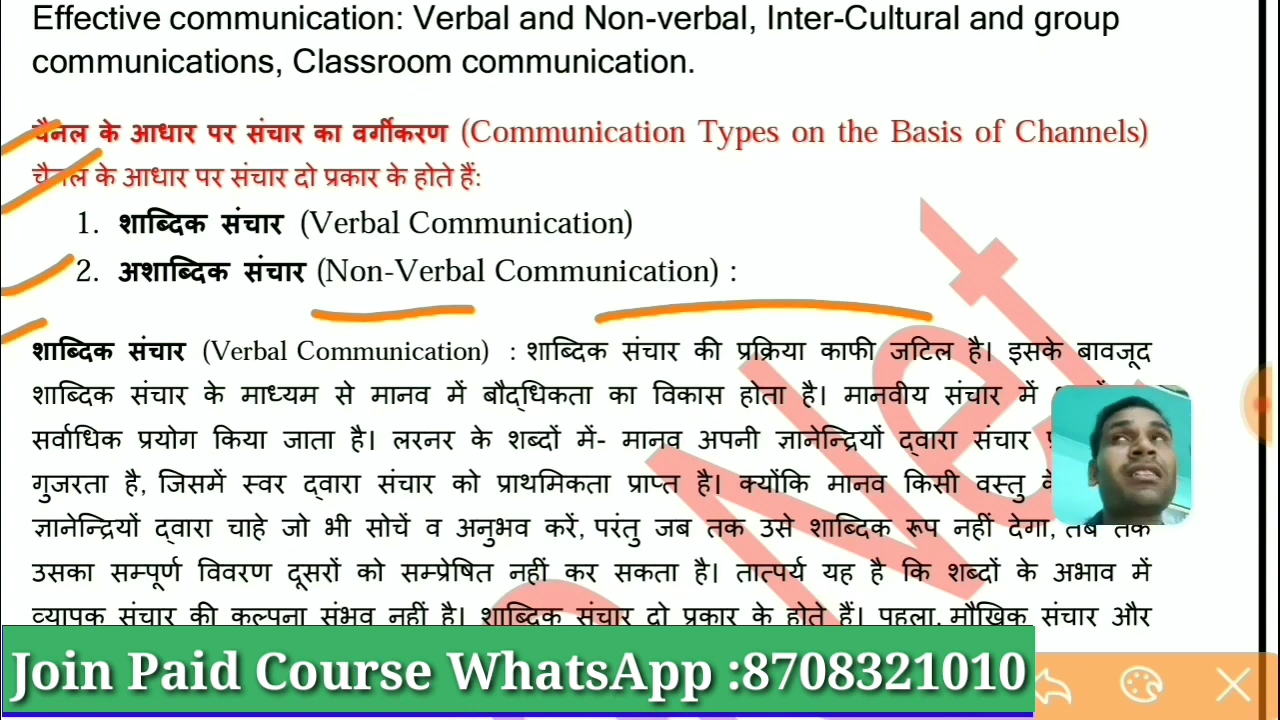 Effective communication: Verbal and Non-verbal, Inter-Cultural and group
communications, Classroom communication.
चैनल के आधार पर संचार का वर्गीकरण (Communication Types on the Basis of Channels)
चैनल के आधार पर संचार दो प्रकार के होते हैं:
1. शाब्दिक संचार (Verbal Communication)
2. अशाब्दिक संचार (Non-Verbal Communication) :
शाब्दिक संचार (Verbal Communication) : शाब्दिक संचार की प्रक्रिया काफी जटिल है। इसके बावजूद
शाब्दिक संचार के माध्यम से मानव में बौद्धिकता का विकास होता है। मानवीय संचार में
सर्वाधिक प्रयोग किया जाता है। लरनर के शब्दों में- मानव अपनी ज्ञानेन्द्रियों द्वारा संचार
गुजरता है, जिसमें स्वर द्वारा संचार को प्राथमिकता प्राप्त है। क्योंकि मानव किसी वस्तु
ज्ञानेन्द्रियों द्वारा चाहे जो भी सोचें व अनुभव करें, परंतु जब तक उसे शाब्दिक रूप नहीं देगा, तब तक
उसका सम्पूर्ण विवरण दूसरों को सम्प्रेषित नहीं कर सकता है। तात्पर्य यह है कि शब्दों के अभाव में
व्यापक संचार की कल्पना संभव नहीं है। शाब्दिक संचार दो प्रकार के होते हैं। पहला, मौखिक संचार और
Net
Join Paid Course WhatsApp :8708321010